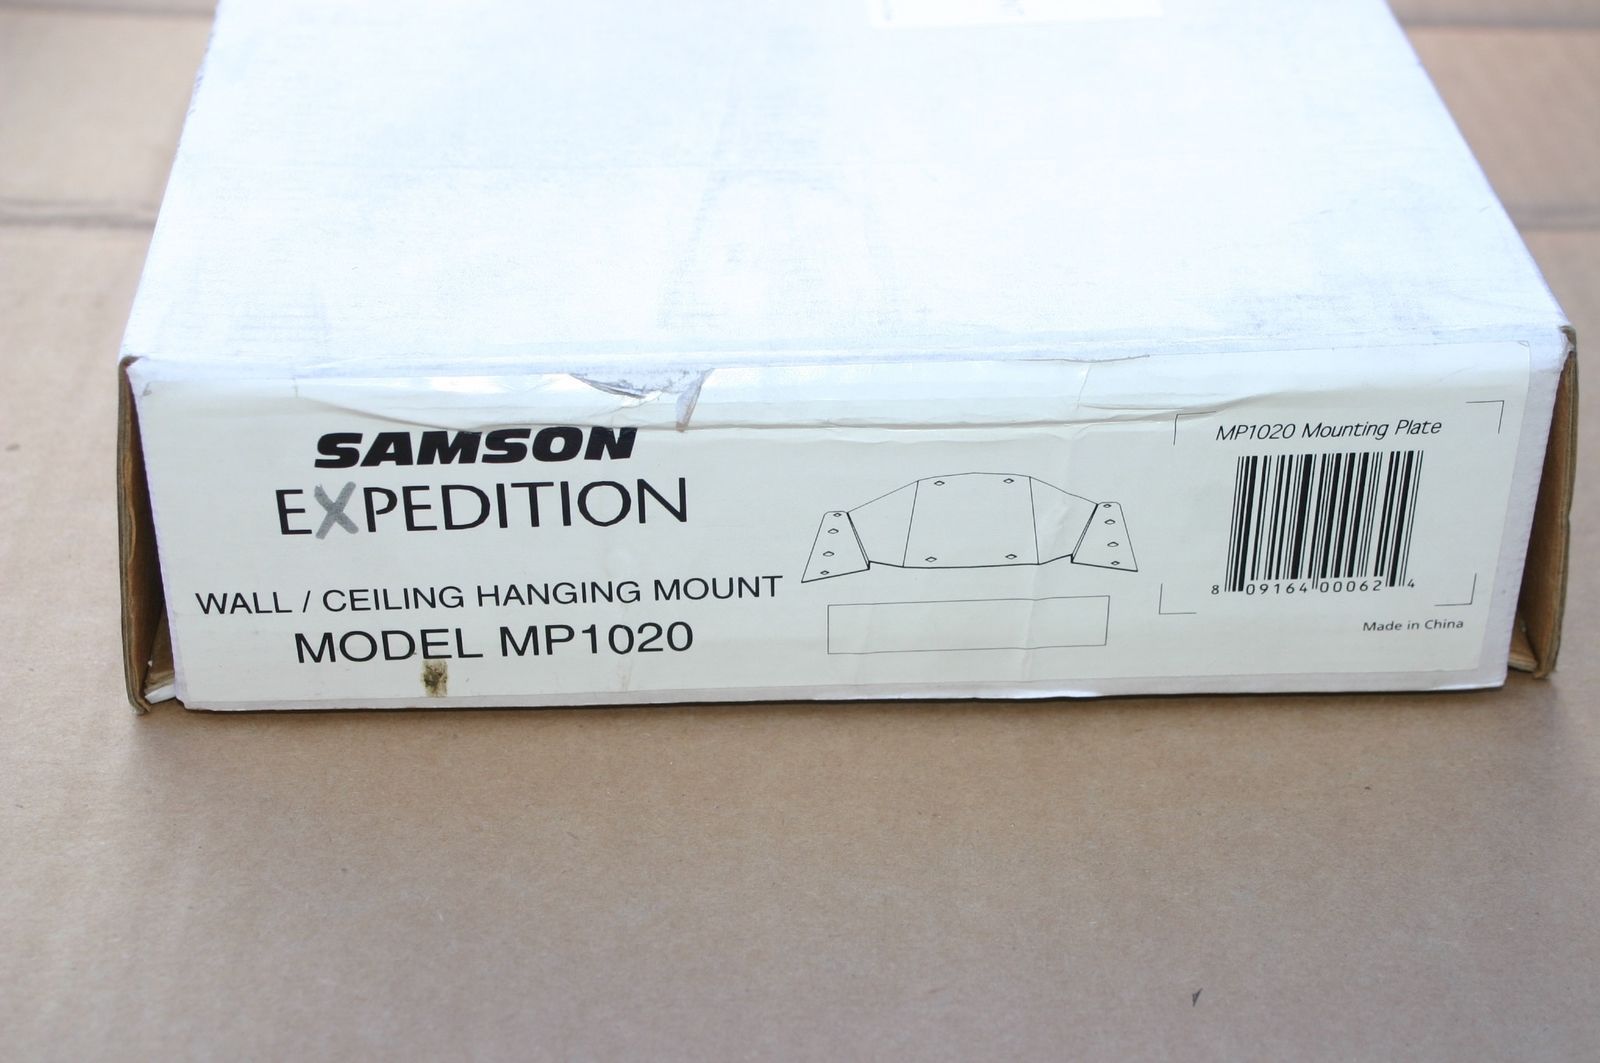 SAMSON
EXPEDITION
WALL / CEILING HANGING MOUNT
MODEL MP1020
MP1020 Mounting Plate
8 09164 00062 4
Made in China